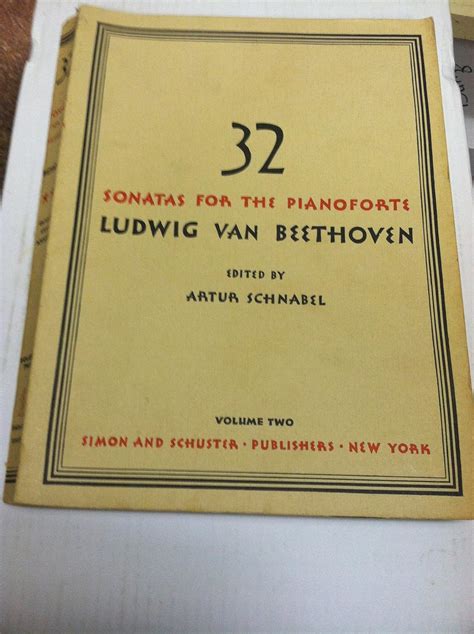 32
SONATAS FOR THE PIANOFORTE
LUDWIG VAN BEETHOVEN
EDITED BY
ARTUR SCHNABEL
VOLUME TWO
SIMON AND SCHUSTER · PUBLISHERS · NEW YORK
32